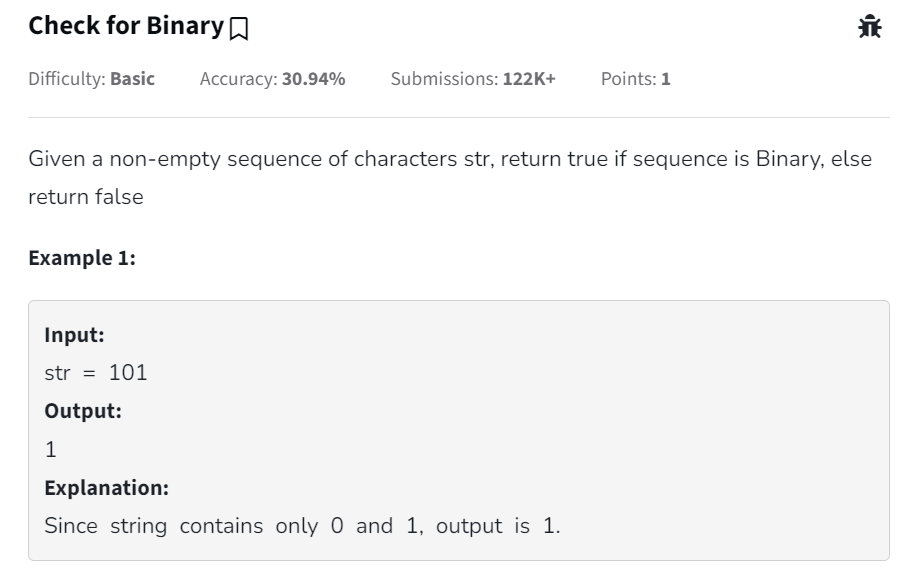 Check for Binary
Difficulty: Basic Accuracy: 30.94% Submissions: 122K+ Points: 1
Given a non-empty sequence of characters str, return true if sequence is Binary, else
return false
Example 1:
Input:
str = 101
Output:
1
Explanation:
Since string contains only 0 and 1, output is 1.